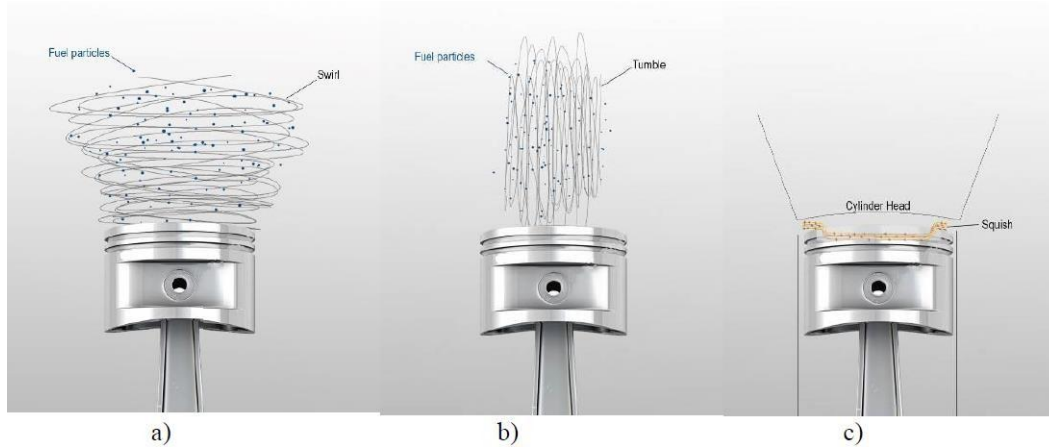 Fuel particles
Swirl
Fuel particles
Tumble
Cylinder Head
Squish
a)
b)
c)